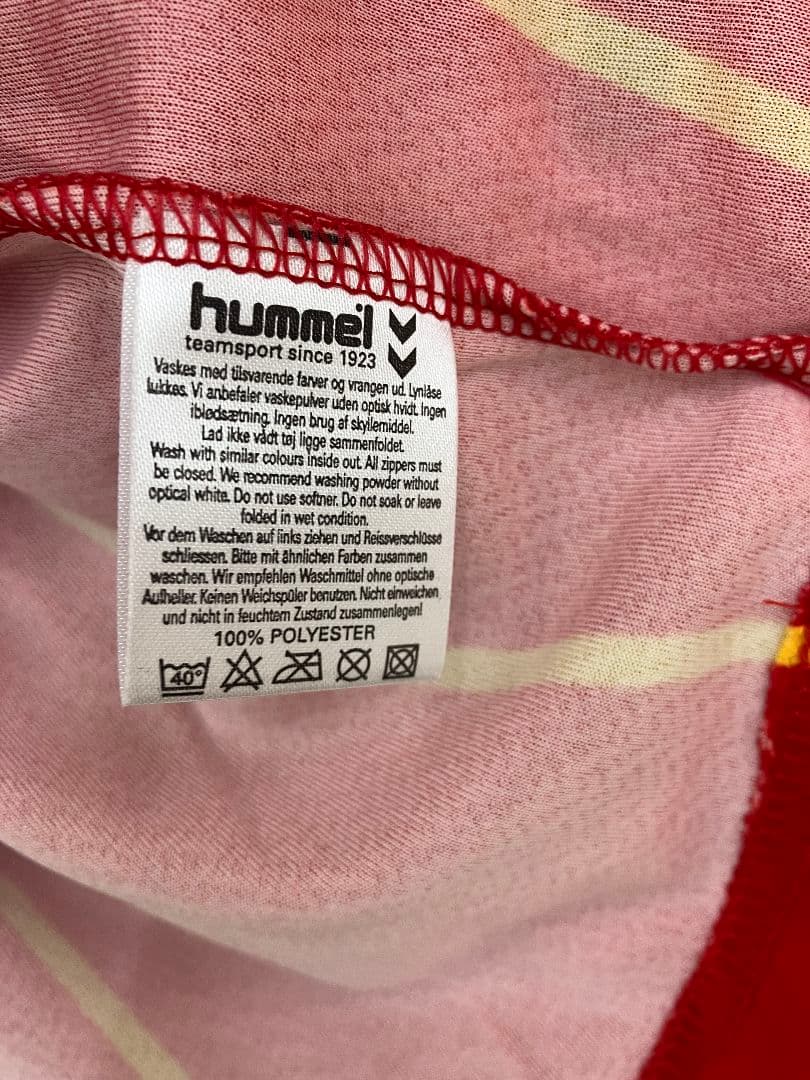 hummel
teamsport since 1923
Vaskes med tilsvarende farver og vrangen ud. Lynlåse
lukkes. Vi anbefaler vaskepulver uden optisk hvidt. Ingen
iblødsætning. Ingen brug af skyllemiddel.
Lad ikke vådt tøj ligge sammenfoldet.
Wash with similar colours inside out. All zippers must
be closed. We recommend washing powder without
optical white. Do not use softner. Do not soak or leave
folded in wet condition.
Vor dem Waschen auf links ziehen und Reissverschlüsse
schliessen. Bitte mit ähnlichen Farben zusammen
waschen. Wir empfehlen Waschmittel ohne optische
Aufheller. Keinen Weichspüler benutzen. Nicht einweichen
und nicht in feuchtem Zustand zusammenlegen!
100% POLYESTER
40°